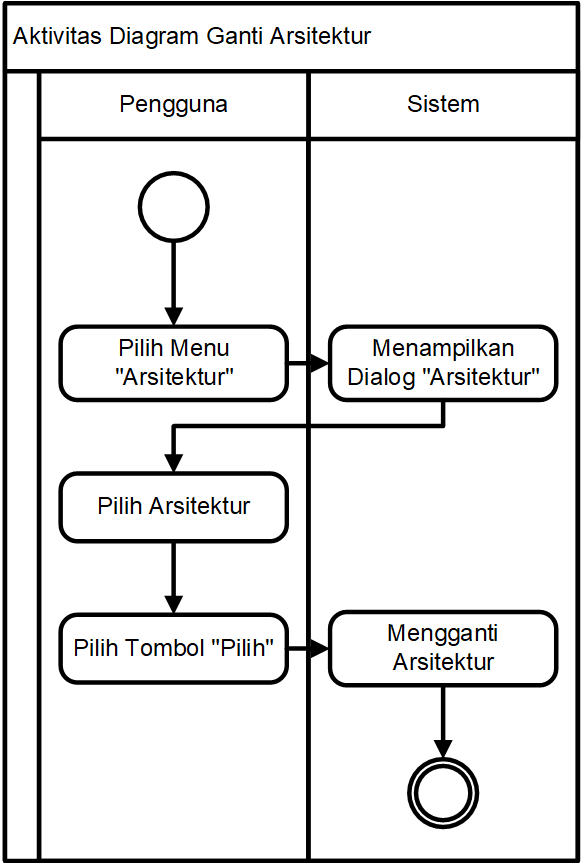 Aktivitas Diagram Ganti Arsitektur
Pengguna
Sistem
Pilih Menu
"Arsitektur"
Menampilkan
Dialog "Arsitektur"
Pilih Arsitektur
Pilih Tombol "Pilih"
Mengganti
Arsitektur